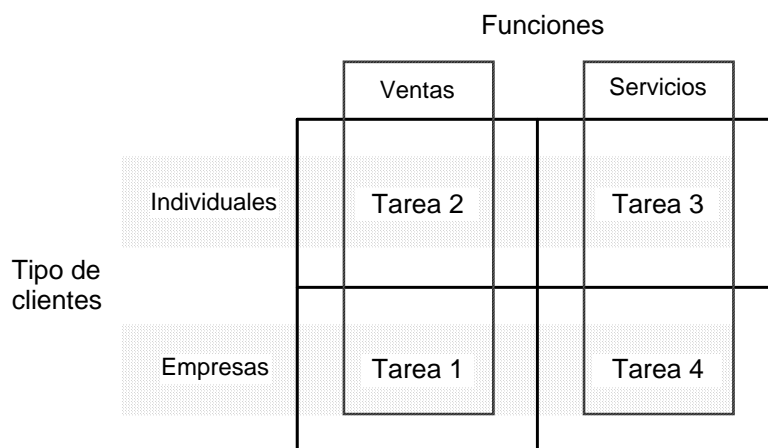 Funciones
Ventas
Servicios
Individuales
Tarea 2
Tarea 3
Tipo de
clientes
Empresas
Tarea 1
Tarea 4